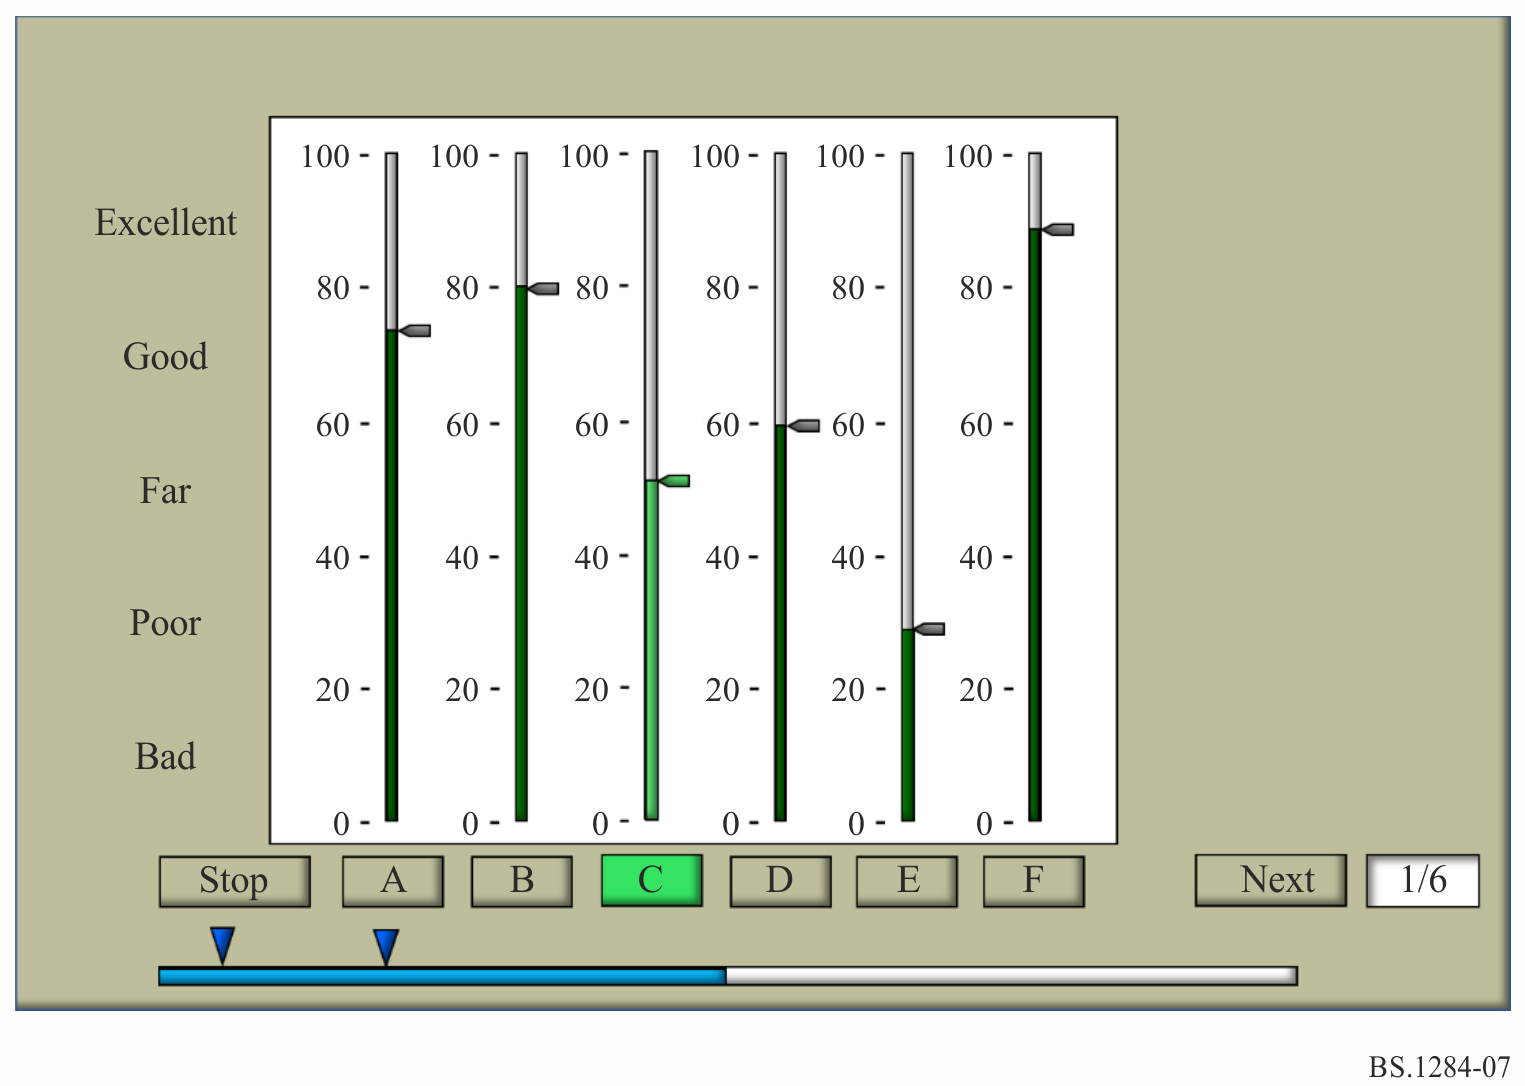 100 - 100 - 100 - 100 - 100 - 100 -
Excellent
80 - 80 - 80 - 80 - 80 - 80 -
Good
60 - 60 - 60 - 60 - 60 - 60 -
Far
40 - 40 - 40 - 40 - 40 - 40 -
Poor
20 - 20 - 20 - 20 - 20 - 20 -
Bad
0 - 0 - 0 - 0 - 0 - 0 -
Stop A B C D E F Next 1/6
BS.1284-07